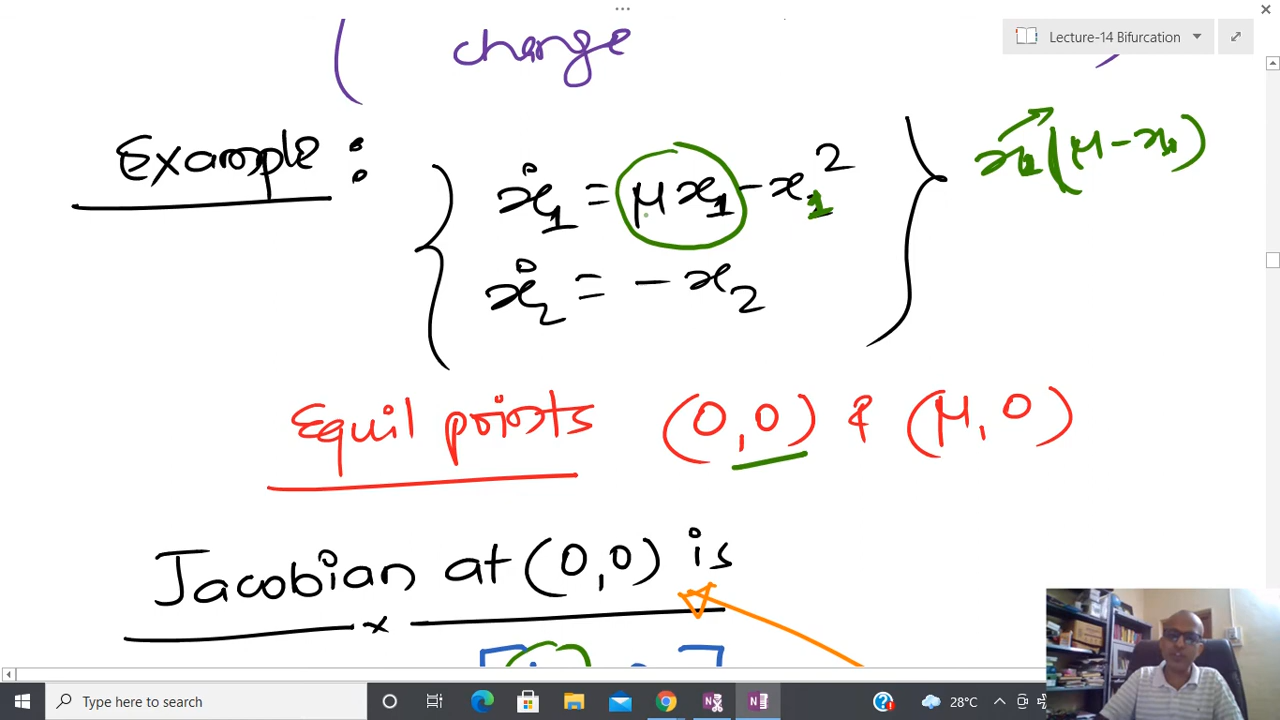 Lecture-14 Bifurcation
( change )
Example :
ẋ₁ = μx₁ - x₁²
x₁(μ - x₁)
ẋ₂ = - x₂
Equil points (0,0) & (μ,0)
Jacobian at (0,0) is
Type here to search
28°C